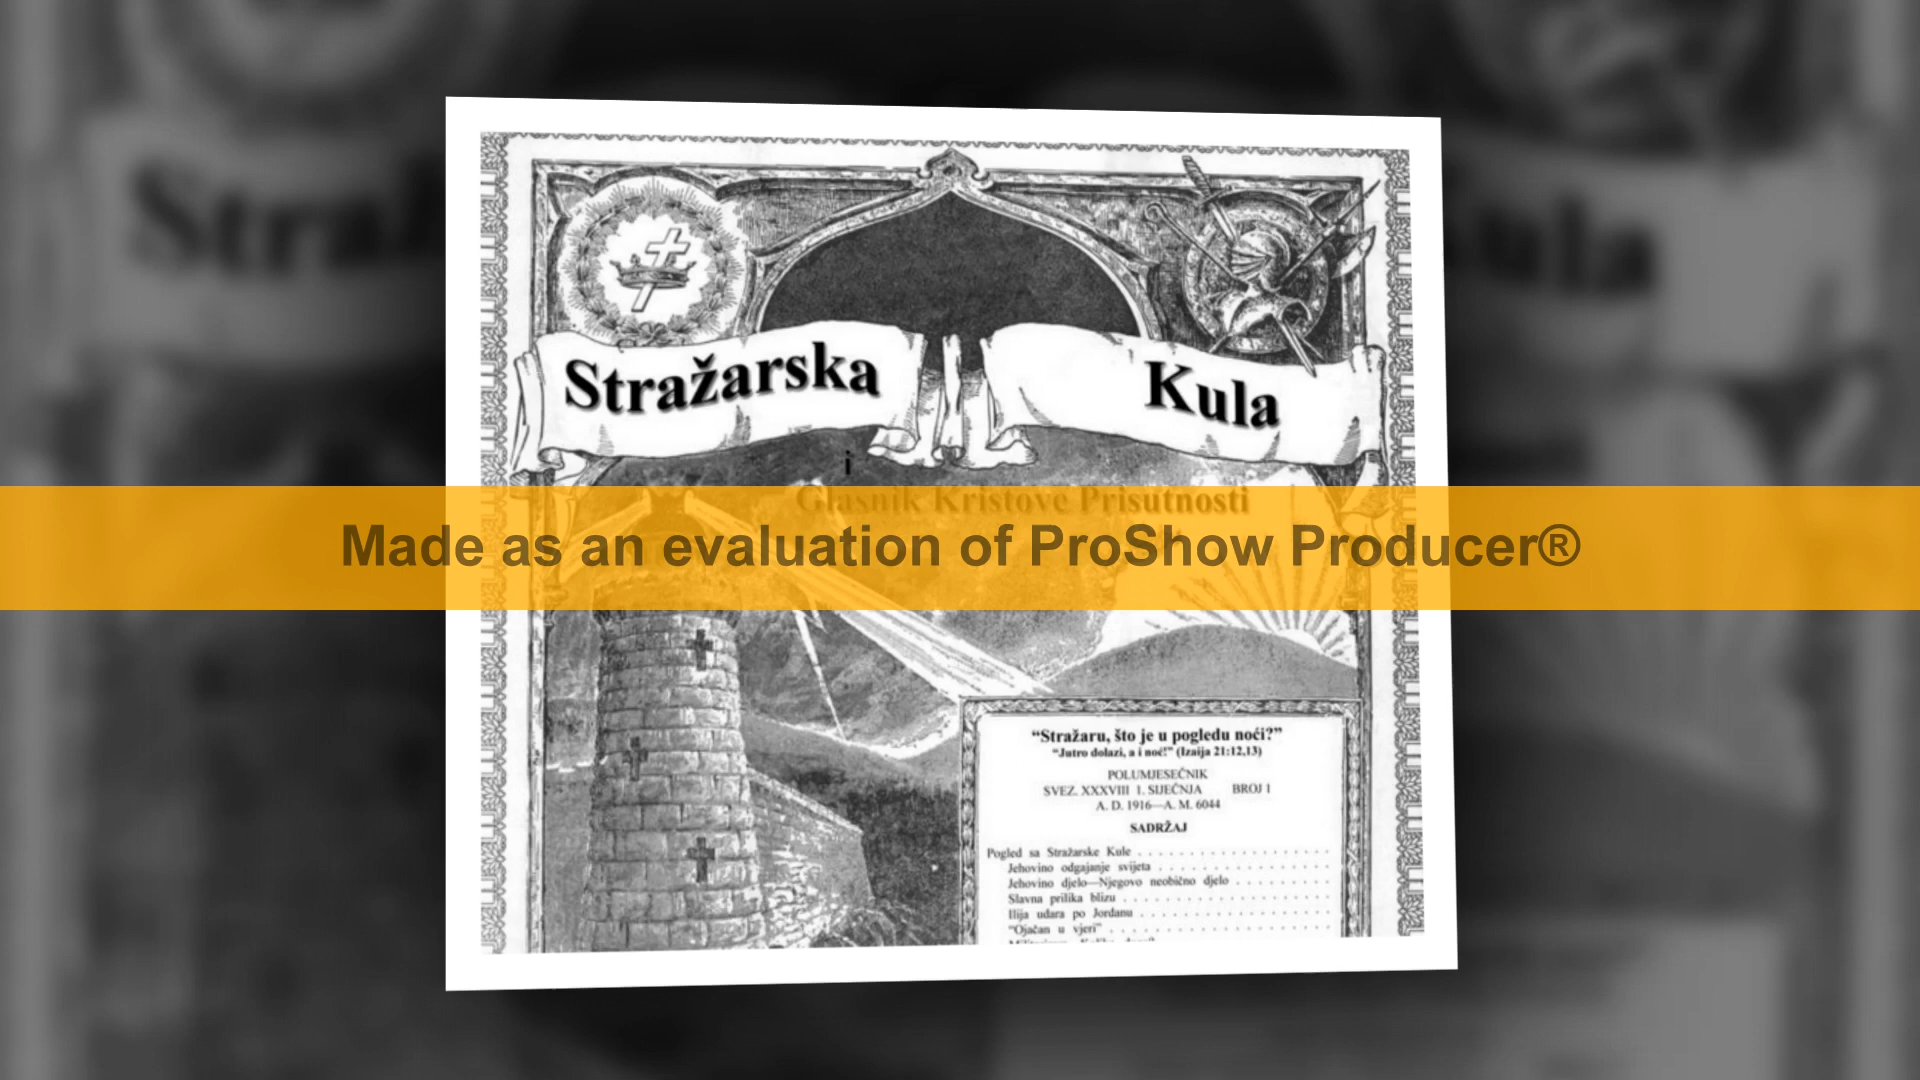 Stražarska Kula
i
Glasnik Kristove Prisutnosti
Made as an evaluation of ProShow Producer®
“Stražaru, što je u pogledu noći?”
“Jutro dolazi, a i noć!” (Izaija 21:12,13)
POLUMJESEČNIK
SVEZ. XXXVIII 1. SIJEČNJA BROJ 1
A. D. 1916—A. M. 6044
SADRŽAJ
Pogled sa Stražarske Kule
Jehovino odgajanje svijeta
Jehovino djelo—Njegovo neobično djelo
Slavna prilika blizu
Ilija udara po Jordanu
“Ojačan u vjeri”